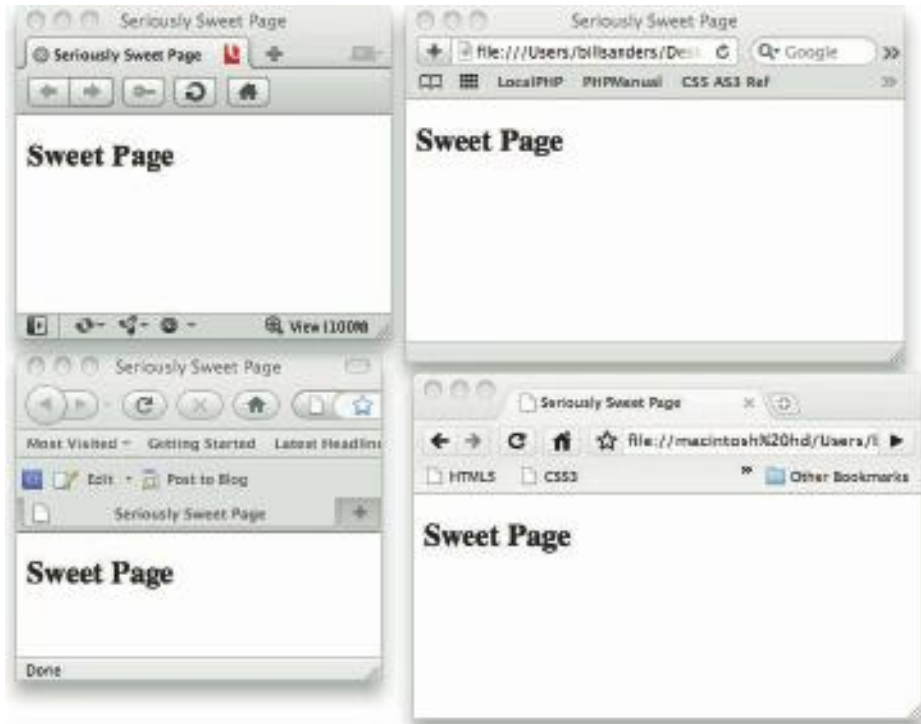 Seriously Sweet Page
Seriously Sweet Page
Sweet Page
View (100%)
Seriously Sweet Page
file:///Users/billsanders/Des
Google
LocalPHP PHPManual CSS AS3 Ref
Sweet Page
Seriously Sweet Page
Most Visited Getting Started Latest Headlin
Edit Post to Blog
Seriously Sweet Page
Sweet Page
Done
Seriously Sweet Page
file://macintosh%20hd/Users/
HTML5 CSS3 Other Bookmarks
Sweet Page